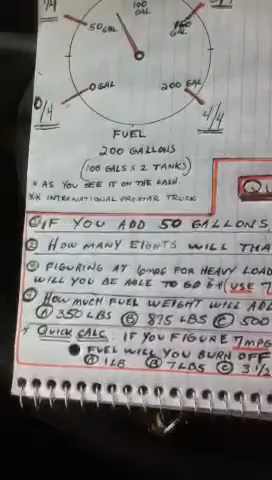 1/4
100
GAL
50 GAL
150
GAL
0 GAL
200 GAL
0/4
4/4
FUEL
200 GALLONS
(100 GALS X 2 TANKS)
* AS YOU SEE IT ON THE DASH.
** INTERNATIONAL PROSTAR TRUCK
① IF YOU ADD 50 GALLONS,
② HOW MANY EIGHTS WILL THA
③ FIGURING AT 6MPG FOR HEAVY LOAD
WILL YOU BE ABLE TO GO (USE 7
HOW MUCH FUEL WEIGHT WILL ADD
Ⓐ 350 LBS Ⓑ 875 LBS Ⓒ 500
* QUICK CALC: IF YOU FIGURE 7MPG
● FUEL WILL YOU BURN OFF
Ⓐ 1LB Ⓑ 7 LBS Ⓒ 3 1/2